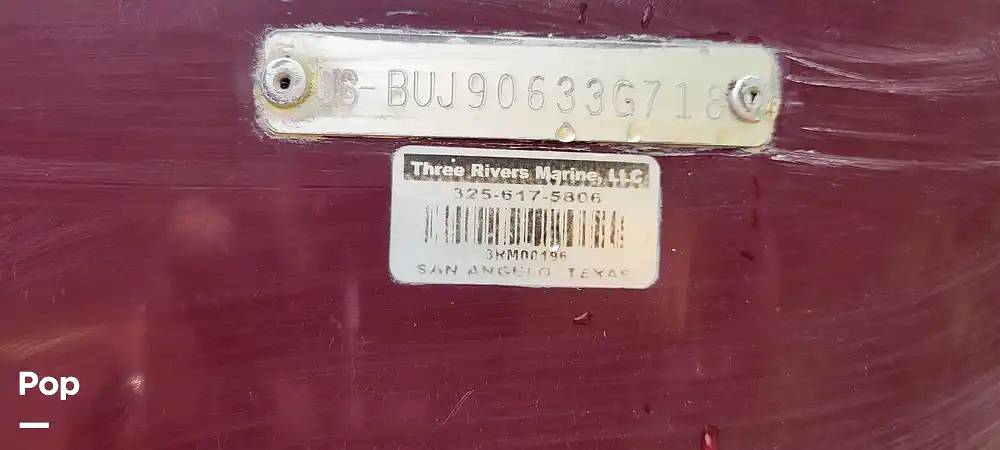 US-BUJ90633G718
Three Rivers Marine, LLC
325-617-5806
3RM00196
SAN ANGELO, TEXAS
Pop